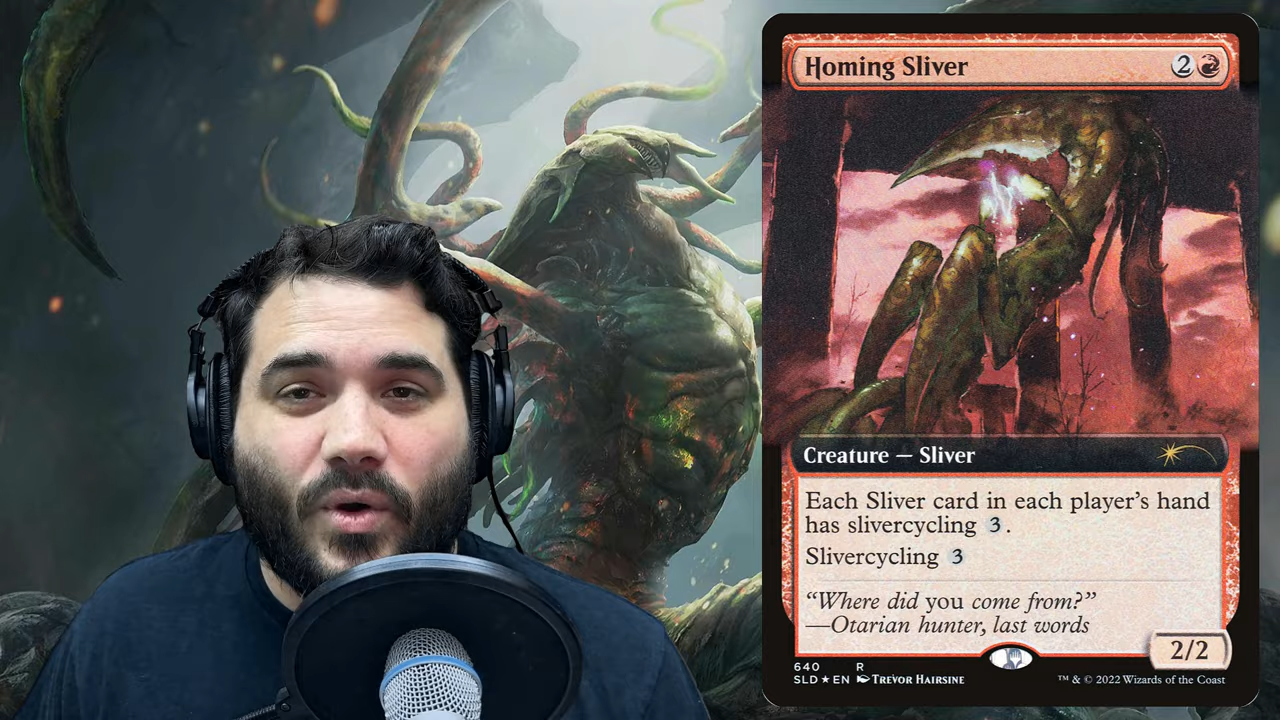 Homing Sliver 2
Creature — Sliver
Each Sliver card in each player's hand
has slivercycling 3.
Slivercycling 3
"Where did you come from?"
—Otarian hunter, last words
2/2
640 R
SLD ★ EN Trevor Hairsine
™ & © 2022 Wizards of the Coast